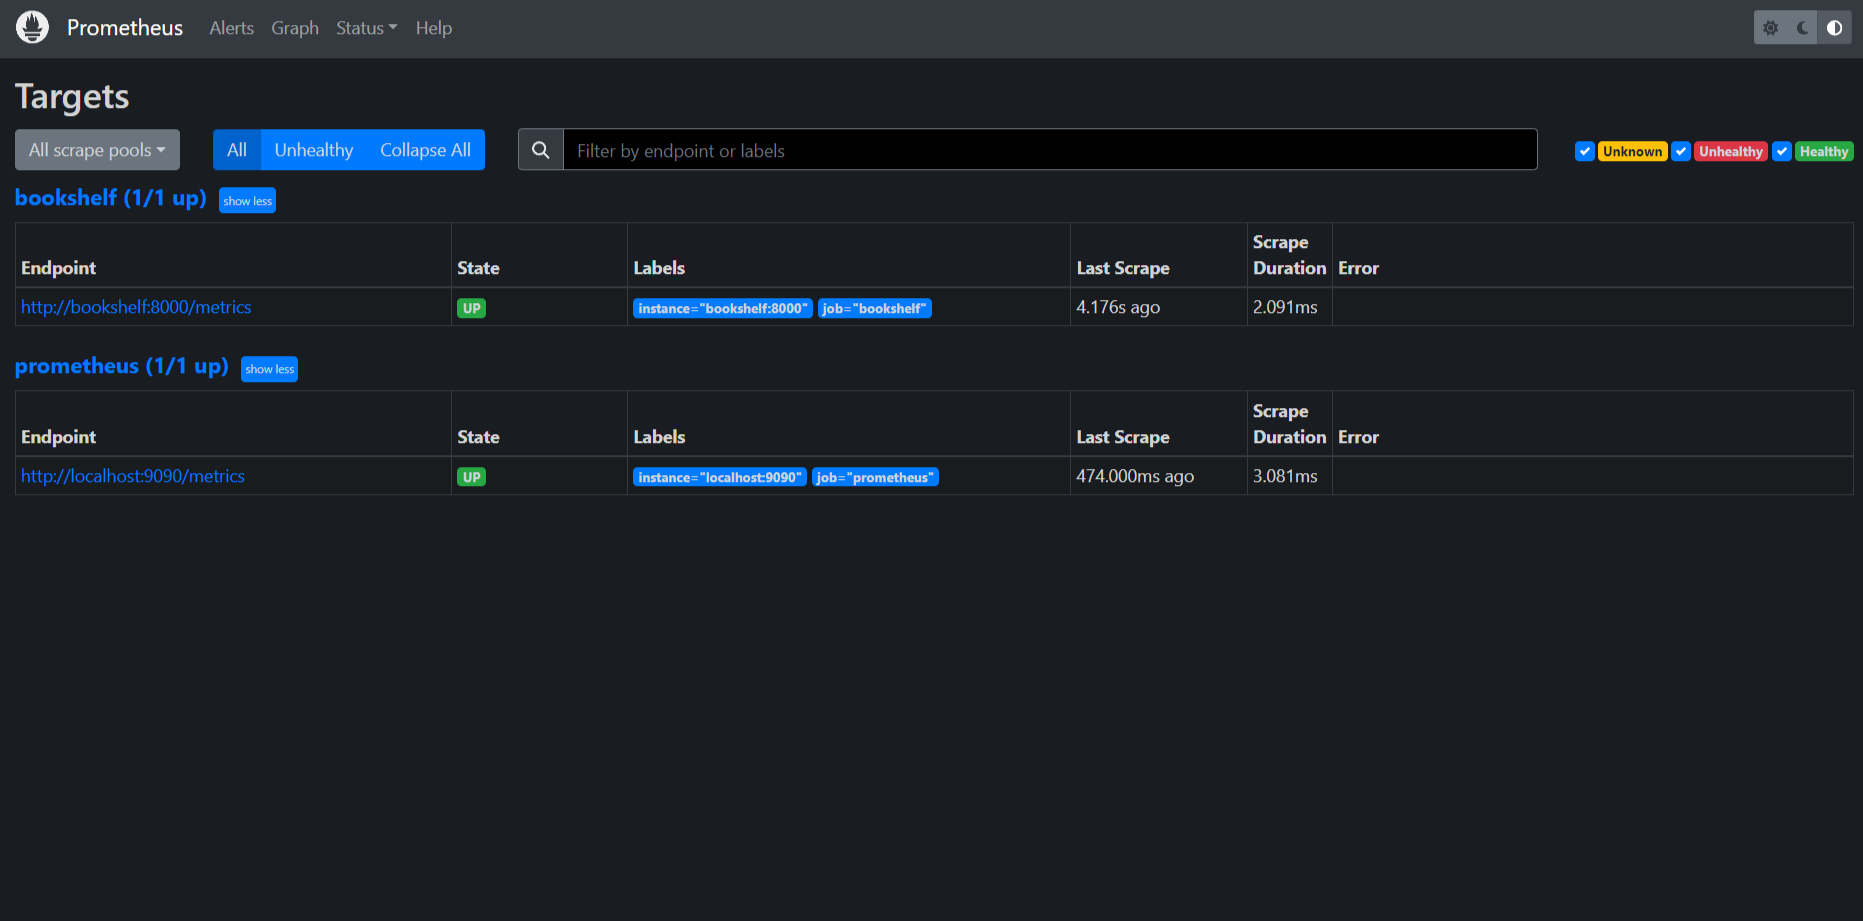 Prometheus Alerts Graph Status Help
Targets
All scrape pools All Unhealthy Collapse All Filter by endpoint or labels Unknown Unhealthy Healthy
bookshelf (1/1 up) show less
Endpoint State Labels Last Scrape Scrape Duration Error
http://bookshelf:8000/metrics UP instance="bookshelf:8000" job="bookshelf" 4.176s ago 2.091ms
prometheus (1/1 up) show less
Endpoint State Labels Last Scrape Scrape Duration Error
http://localhost:9090/metrics UP instance="localhost:9090" job="prometheus" 474.000ms ago 3.081ms